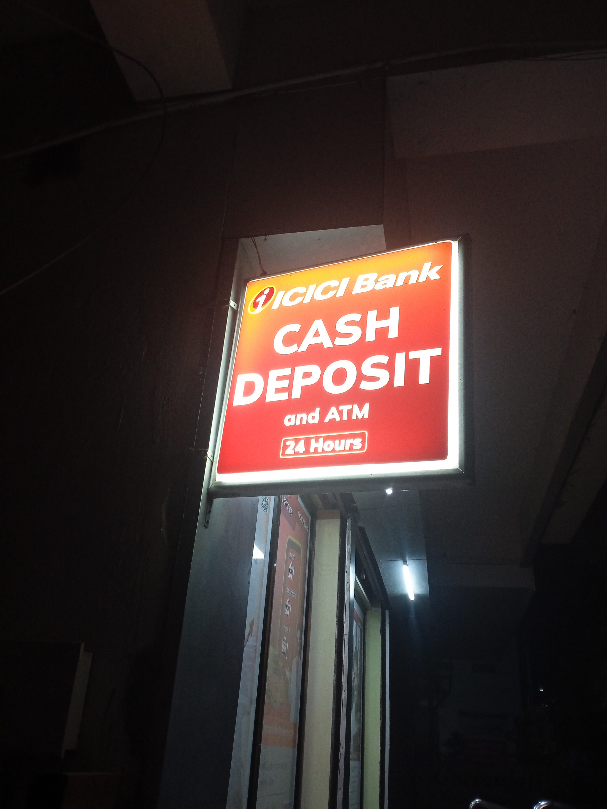 ICICI Bank
CASH
DEPOSIT
and ATM
24 Hours